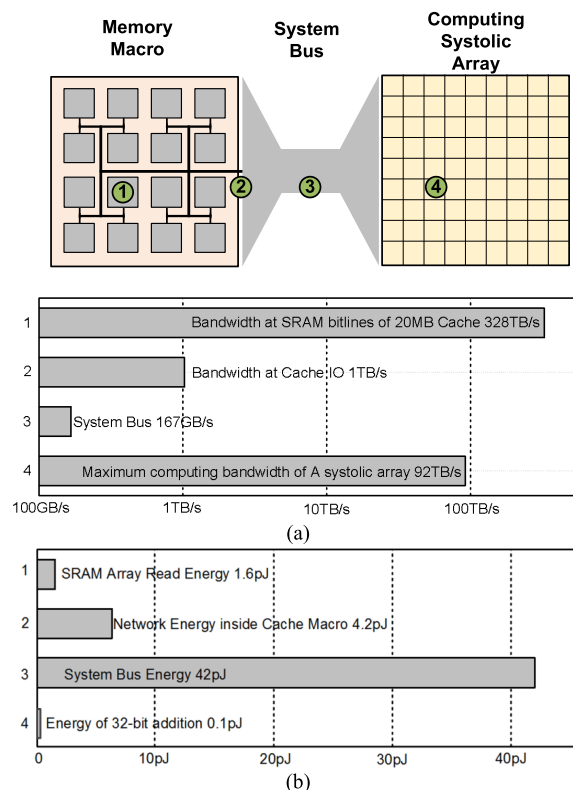 Memory Macro
System Bus
Computing Systolic Array
1
2
3
4
1
Bandwidth at SRAM bitlines of 20MB Cache 328TB/s
2
Bandwidth at Cache IO 1TB/s
3
System Bus 167GB/s
4
Maximum computing bandwidth of A systolic array 92TB/s
100GB/s 1TB/s 10TB/s 100TB/s
(a)
1
SRAM Array Read Energy 1.6pJ
2
Network Energy inside Cache Macro 4.2pJ
3
System Bus Energy 42pJ
4
Energy of 32-bit addition 0.1pJ
0 10pJ 20pJ 30pJ 40pJ
(b)